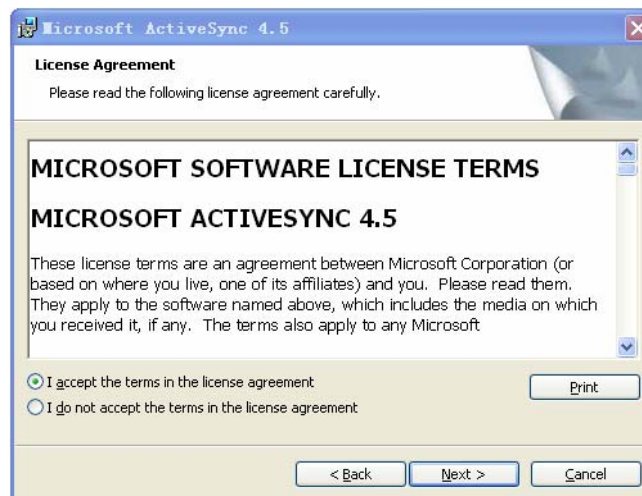 Microsoft ActiveSync 4.5
License Agreement
Please read the following license agreement carefully.
MICROSOFT SOFTWARE LICENSE TERMS
MICROSOFT ACTIVESYNC 4.5
These license terms are an agreement between Microsoft Corporation (or
based on where you live, one of its affiliates) and you.  Please read them.
They apply to the software named above, which includes the media on which
you received it, if any.  The terms also apply to any Microsoft
I accept the terms in the license agreement
Print
I do not accept the terms in the license agreement
< Back
Next >
Cancel